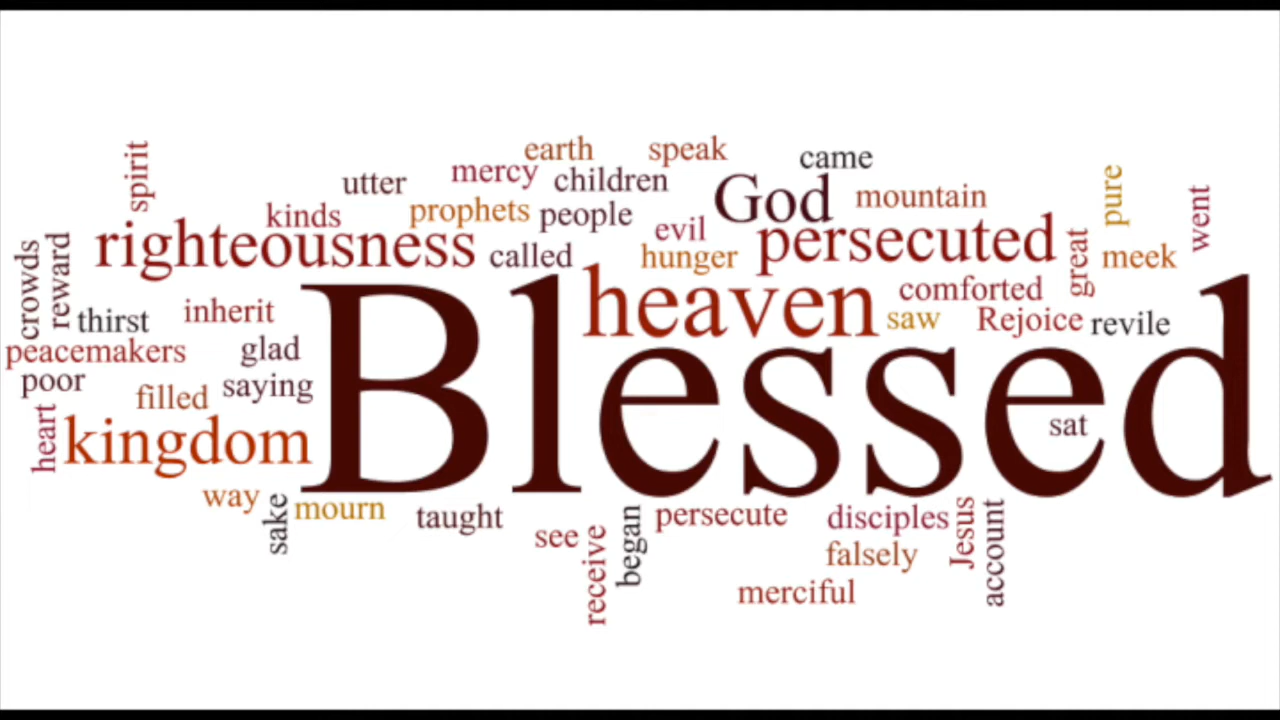 earth
speak
came
spirit
utter
mercy
children
God
mountain
pure
went
kinds
prophets
people
evil
persecuted
righteousness
called
hunger
great
meek
crowds
reward
thirst
inherit
heaven
comforted
saw
Rejoice
revile
peacemakers
glad
Blessed
poor
filled
saying
heart
kingdom
sat
way
sake
mourn
taught
see
receive
began
persecute
disciples
Jesus
account
falsely
merciful